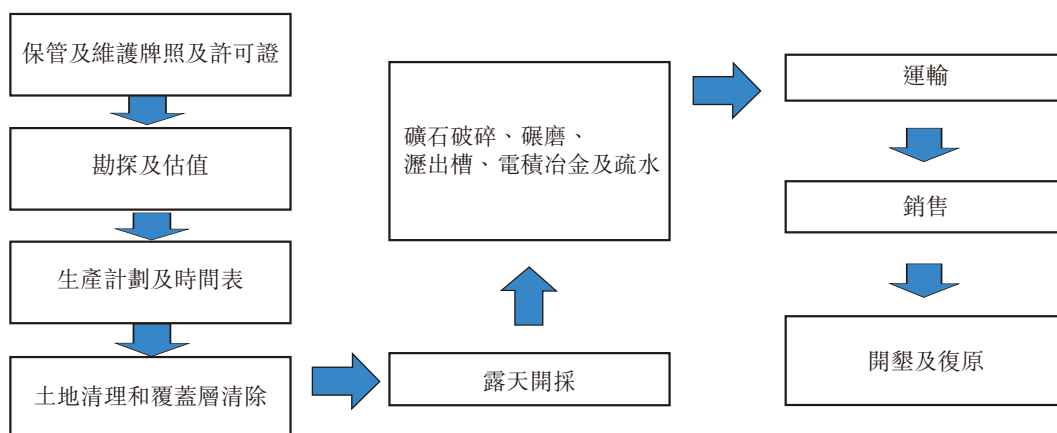 保管及維護牌照及許可證
勘探及估值
生產計劃及時間表
土地清理和覆蓋層清除
露天開採
礦石破碎、碾磨、
瀝出槽、電積冶金及疏水
運輸
銷售
開墾及復原